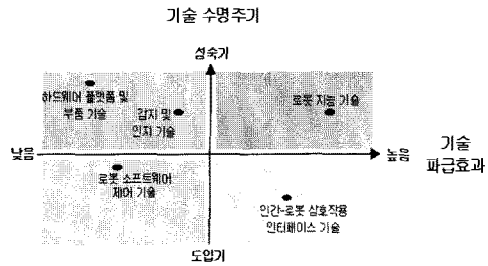 기술 수명주기
성숙기
하드웨어 플랫폼 및
부품 기술
감지 및
인지 기술
로봇 지능 기술
낮음
높음
기술
파급효과
로봇 소프트웨어
제어 기술
인간-로봇 상호작용
인터페이스 기술
도입기